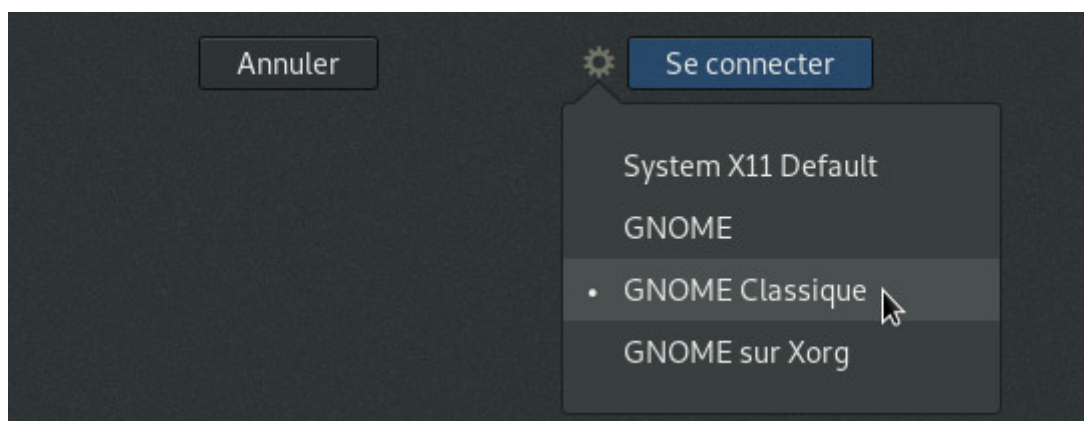 Annuler
Se connecter
System X11 Default
GNOME
GNOME Classique
GNOME sur Xorg